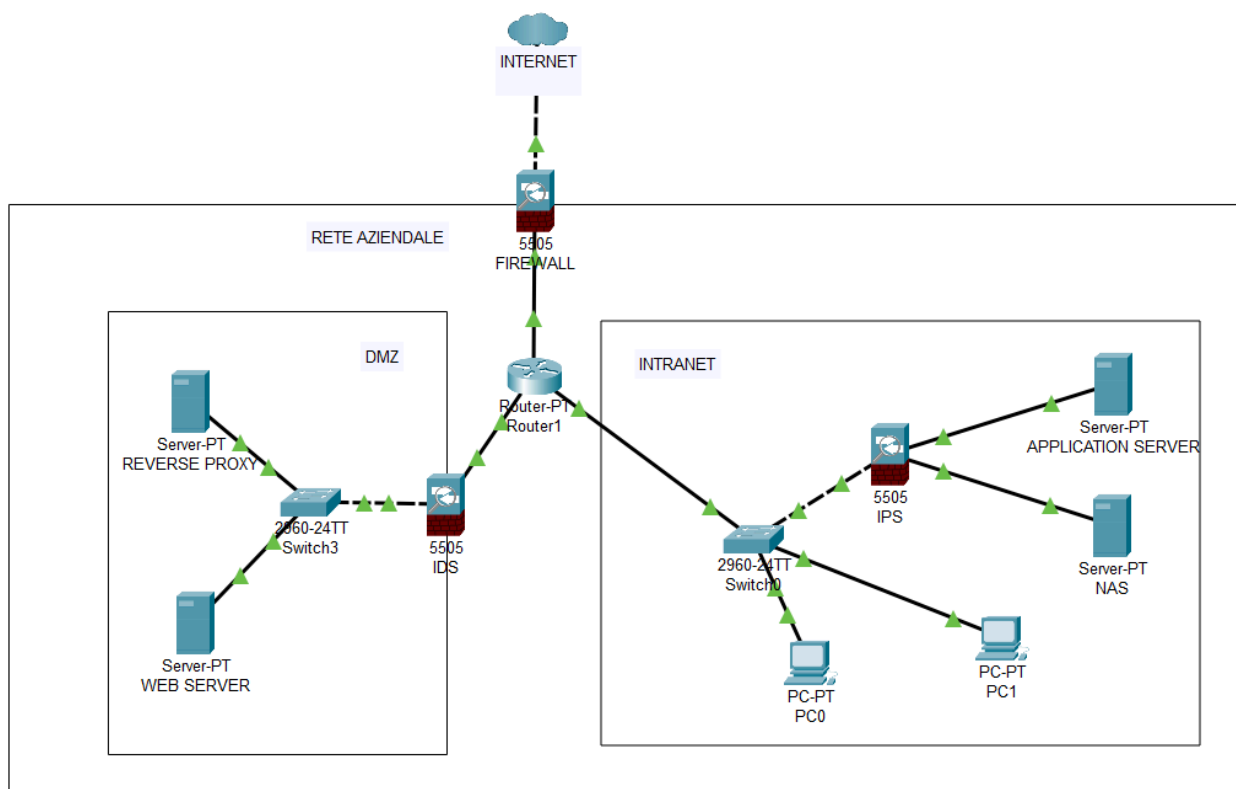 INTERNET
5505
FIREWALL
RETE AZIENDALE
DMZ
INTRANET
Router-PT
Router1
Server-PT
REVERSE PROXY
2960-24TT
Switch3
5505
IDS
Server-PT
WEB SERVER
Server-PT
APPLICATION SERVER
5505
IPS
2960-24TT
Switch0
Server-PT
NAS
PC-PT
PC0
PC-PT
PC1